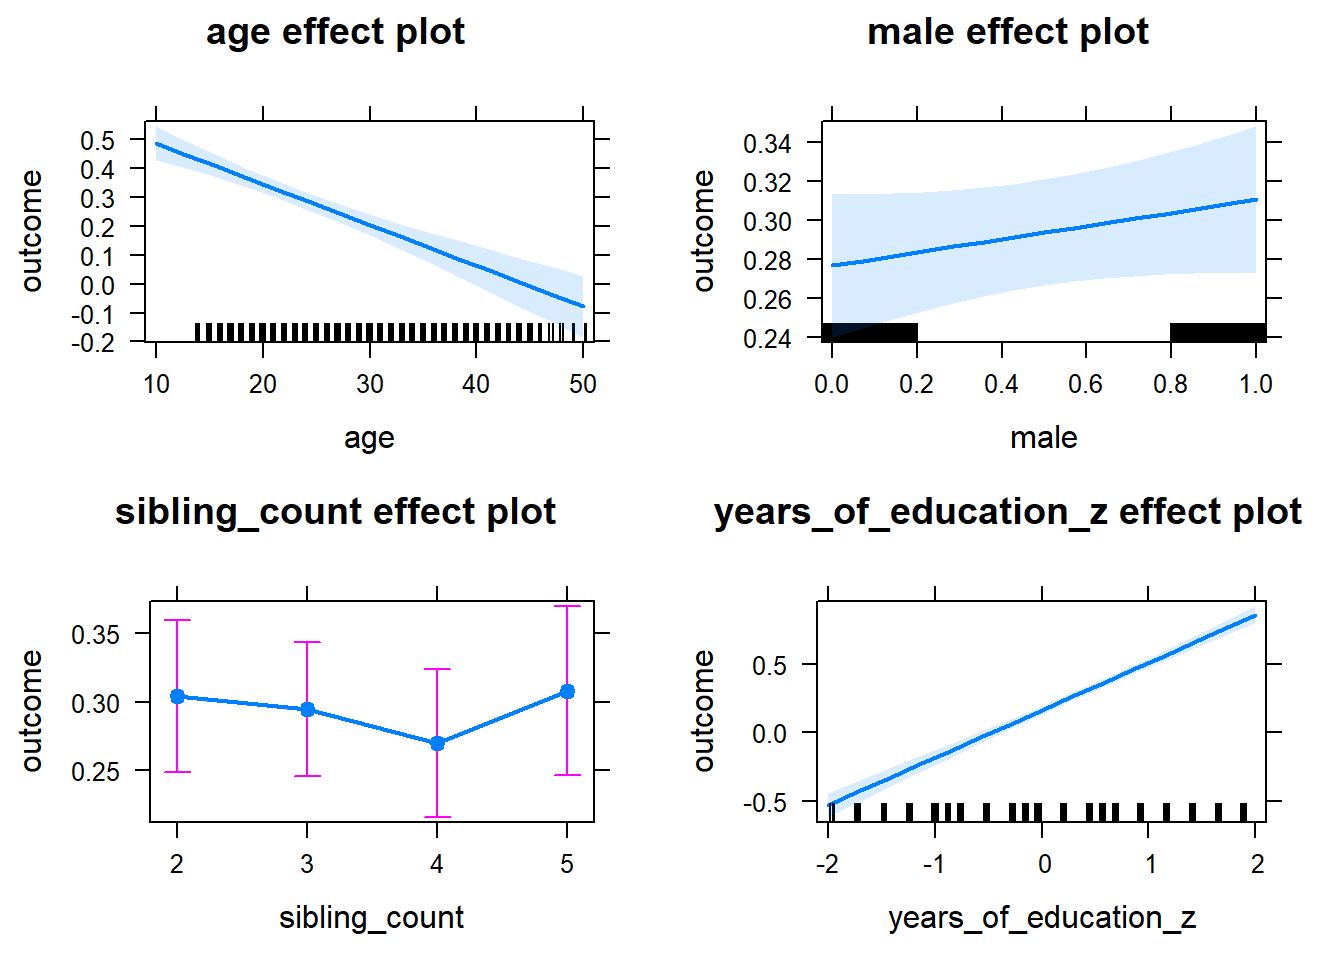 age effect plot
outcome
0.5
0.4
0.3
0.2
0.1
0.0
-0.1
-0.2
10 20 30 40 50
age
male effect plot
outcome
0.34
0.32
0.30
0.28
0.26
0.24
0.0 0.2 0.4 0.6 0.8 1.0
male
sibling_count effect plot
outcome
0.35
0.30
0.25
2 3 4 5
sibling_count
years_of_education_z effect plot
outcome
0.5
0.0
-0.5
-2 -1 0 1 2
years_of_education_z